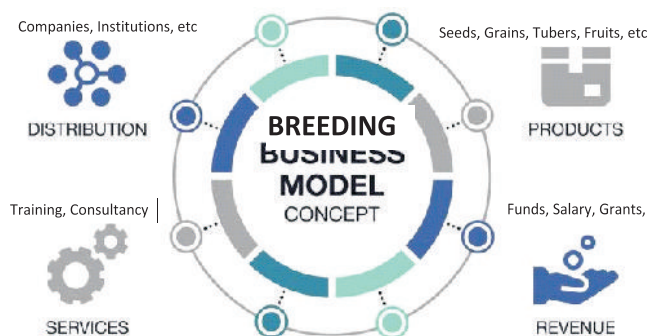 Companies, Institutions, etc
DISTRIBUTION
Seeds, Grains, Tubers, Fruits, etc
PRODUCTS
BREEDING
BUSINESS
MODEL
CONCEPT
Training, Consultancy
SERVICES
Funds, Salary, Grants,
REVENUE